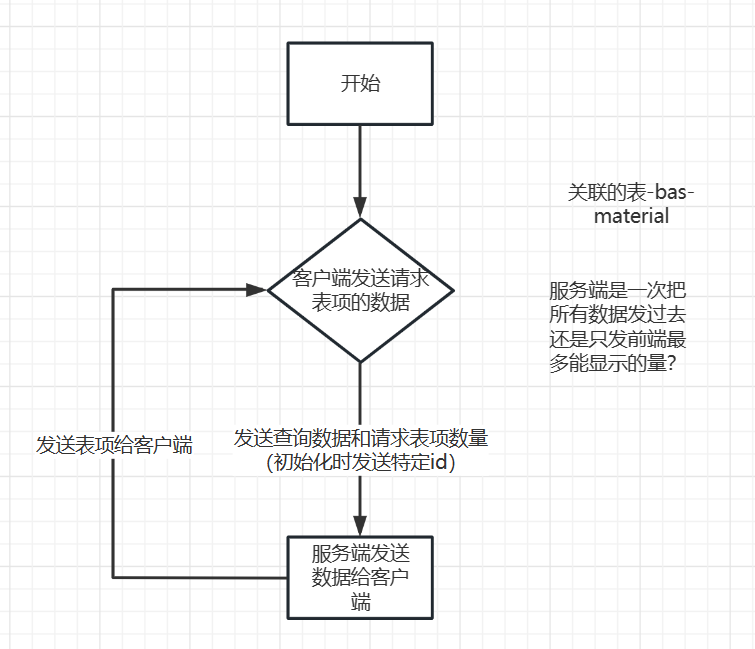 开始
关联的表-bas-
material
客户端发送请求
表项的数据
服务端是一次把
所有数据发过去
还是只发前端最
多能显示的量？
发送表项给客户端
发送查询数据和请求表项数量
（初始化时发送特定id）
服务端发送
数据给客户
端